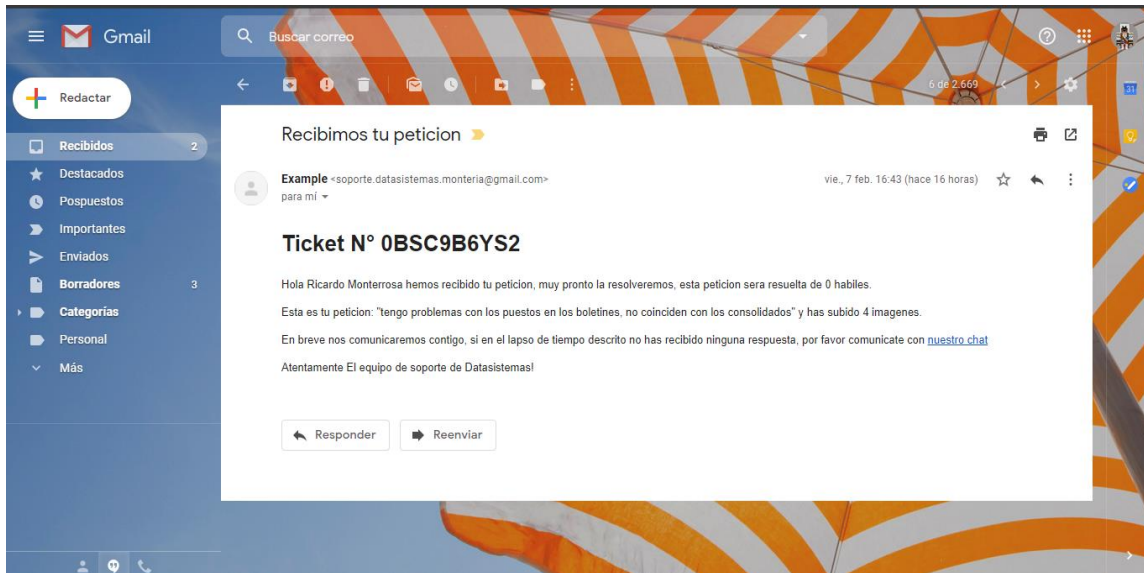 Gmail
Buscar correo
Redactar
6 de 2.669
31
Recibidos 2
Destacados
Pospuestos
Importantes
Enviados
Borradores 3
Categorías
Personal
Más
Recibimos tu peticion
Example <soporte.datasistemas.monteria@gmail.com> vie., 7 feb. 16:43 (hace 16 horas)
para mí
Ticket N° 0BSC9B6YS2
Hola Ricardo Monterrosa hemos recibido tu peticion, muy pronto la resolveremos, esta peticion sera resuelta de 0 habiles.
Esta es tu peticion: "tengo problemas con los puestos en los boletines, no coinciden con los consolidados" y has subido 4 imagenes.
En breve nos comunicaremos contigo, si en el lapso de tiempo descrito no has recibido ninguna respuesta, por favor comunicate con nuestro chat
Atentamente El equipo de soporte de Datasistemas!
Responder
Reenviar